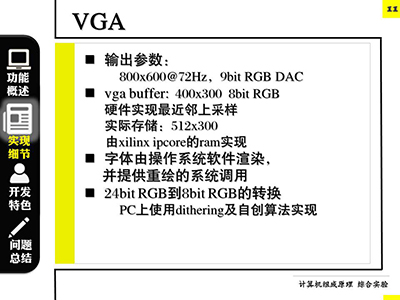 VGA
11
功能
概述
实现
细节
开发
特色
问题
总结
■ 输出参数：
800x600@72Hz，9bit RGB DAC
■ vga buffer: 400x300 8bit RGB
硬件实现最近邻上采样
实际存储：512x300
由xilinx ipcore的ram实现
■ 字体由操作系统软件渲染，
并提供重绘的系统调用
■ 24bit RGB到8bit RGB的转换
PC上使用dithering及自创算法实现
计算机组成原理 综合实验